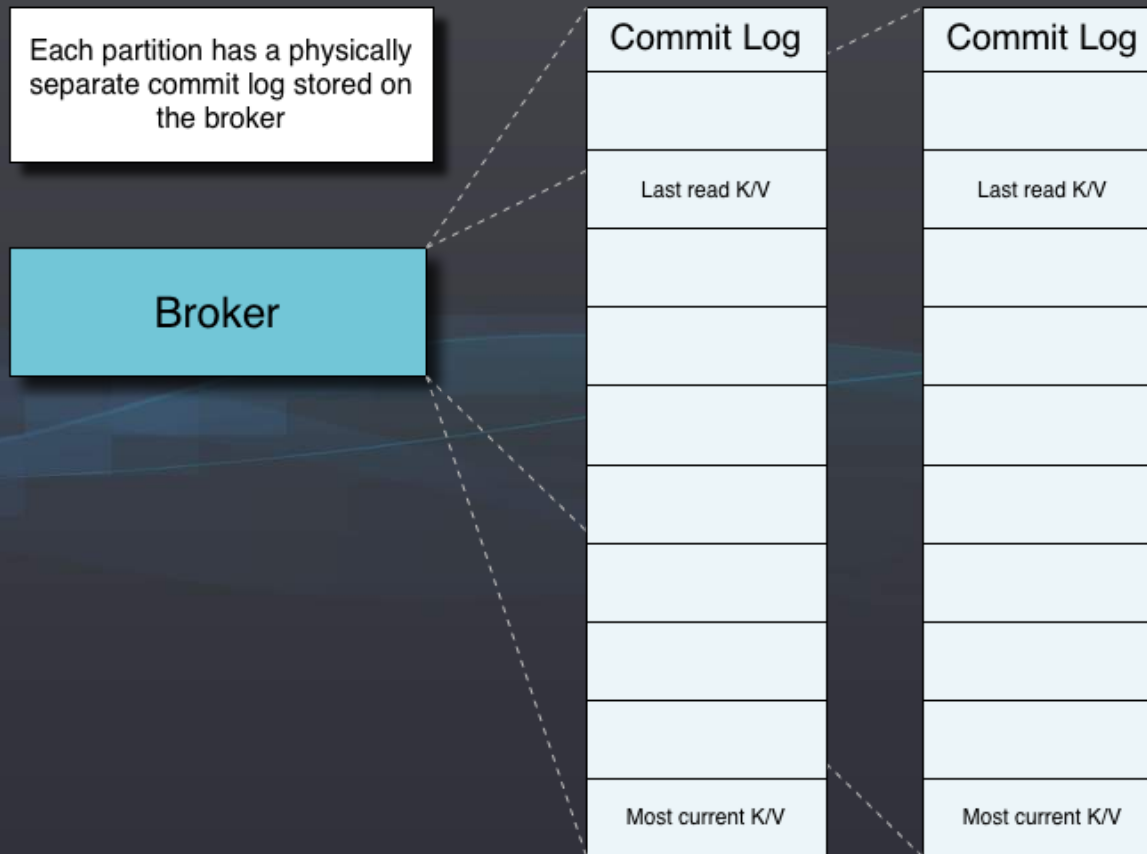 Each partition has a physically
separate commit log stored on
the broker
Broker
Commit Log
Last read K/V
Most current K/V
Commit Log
Last read K/V
Most current K/V